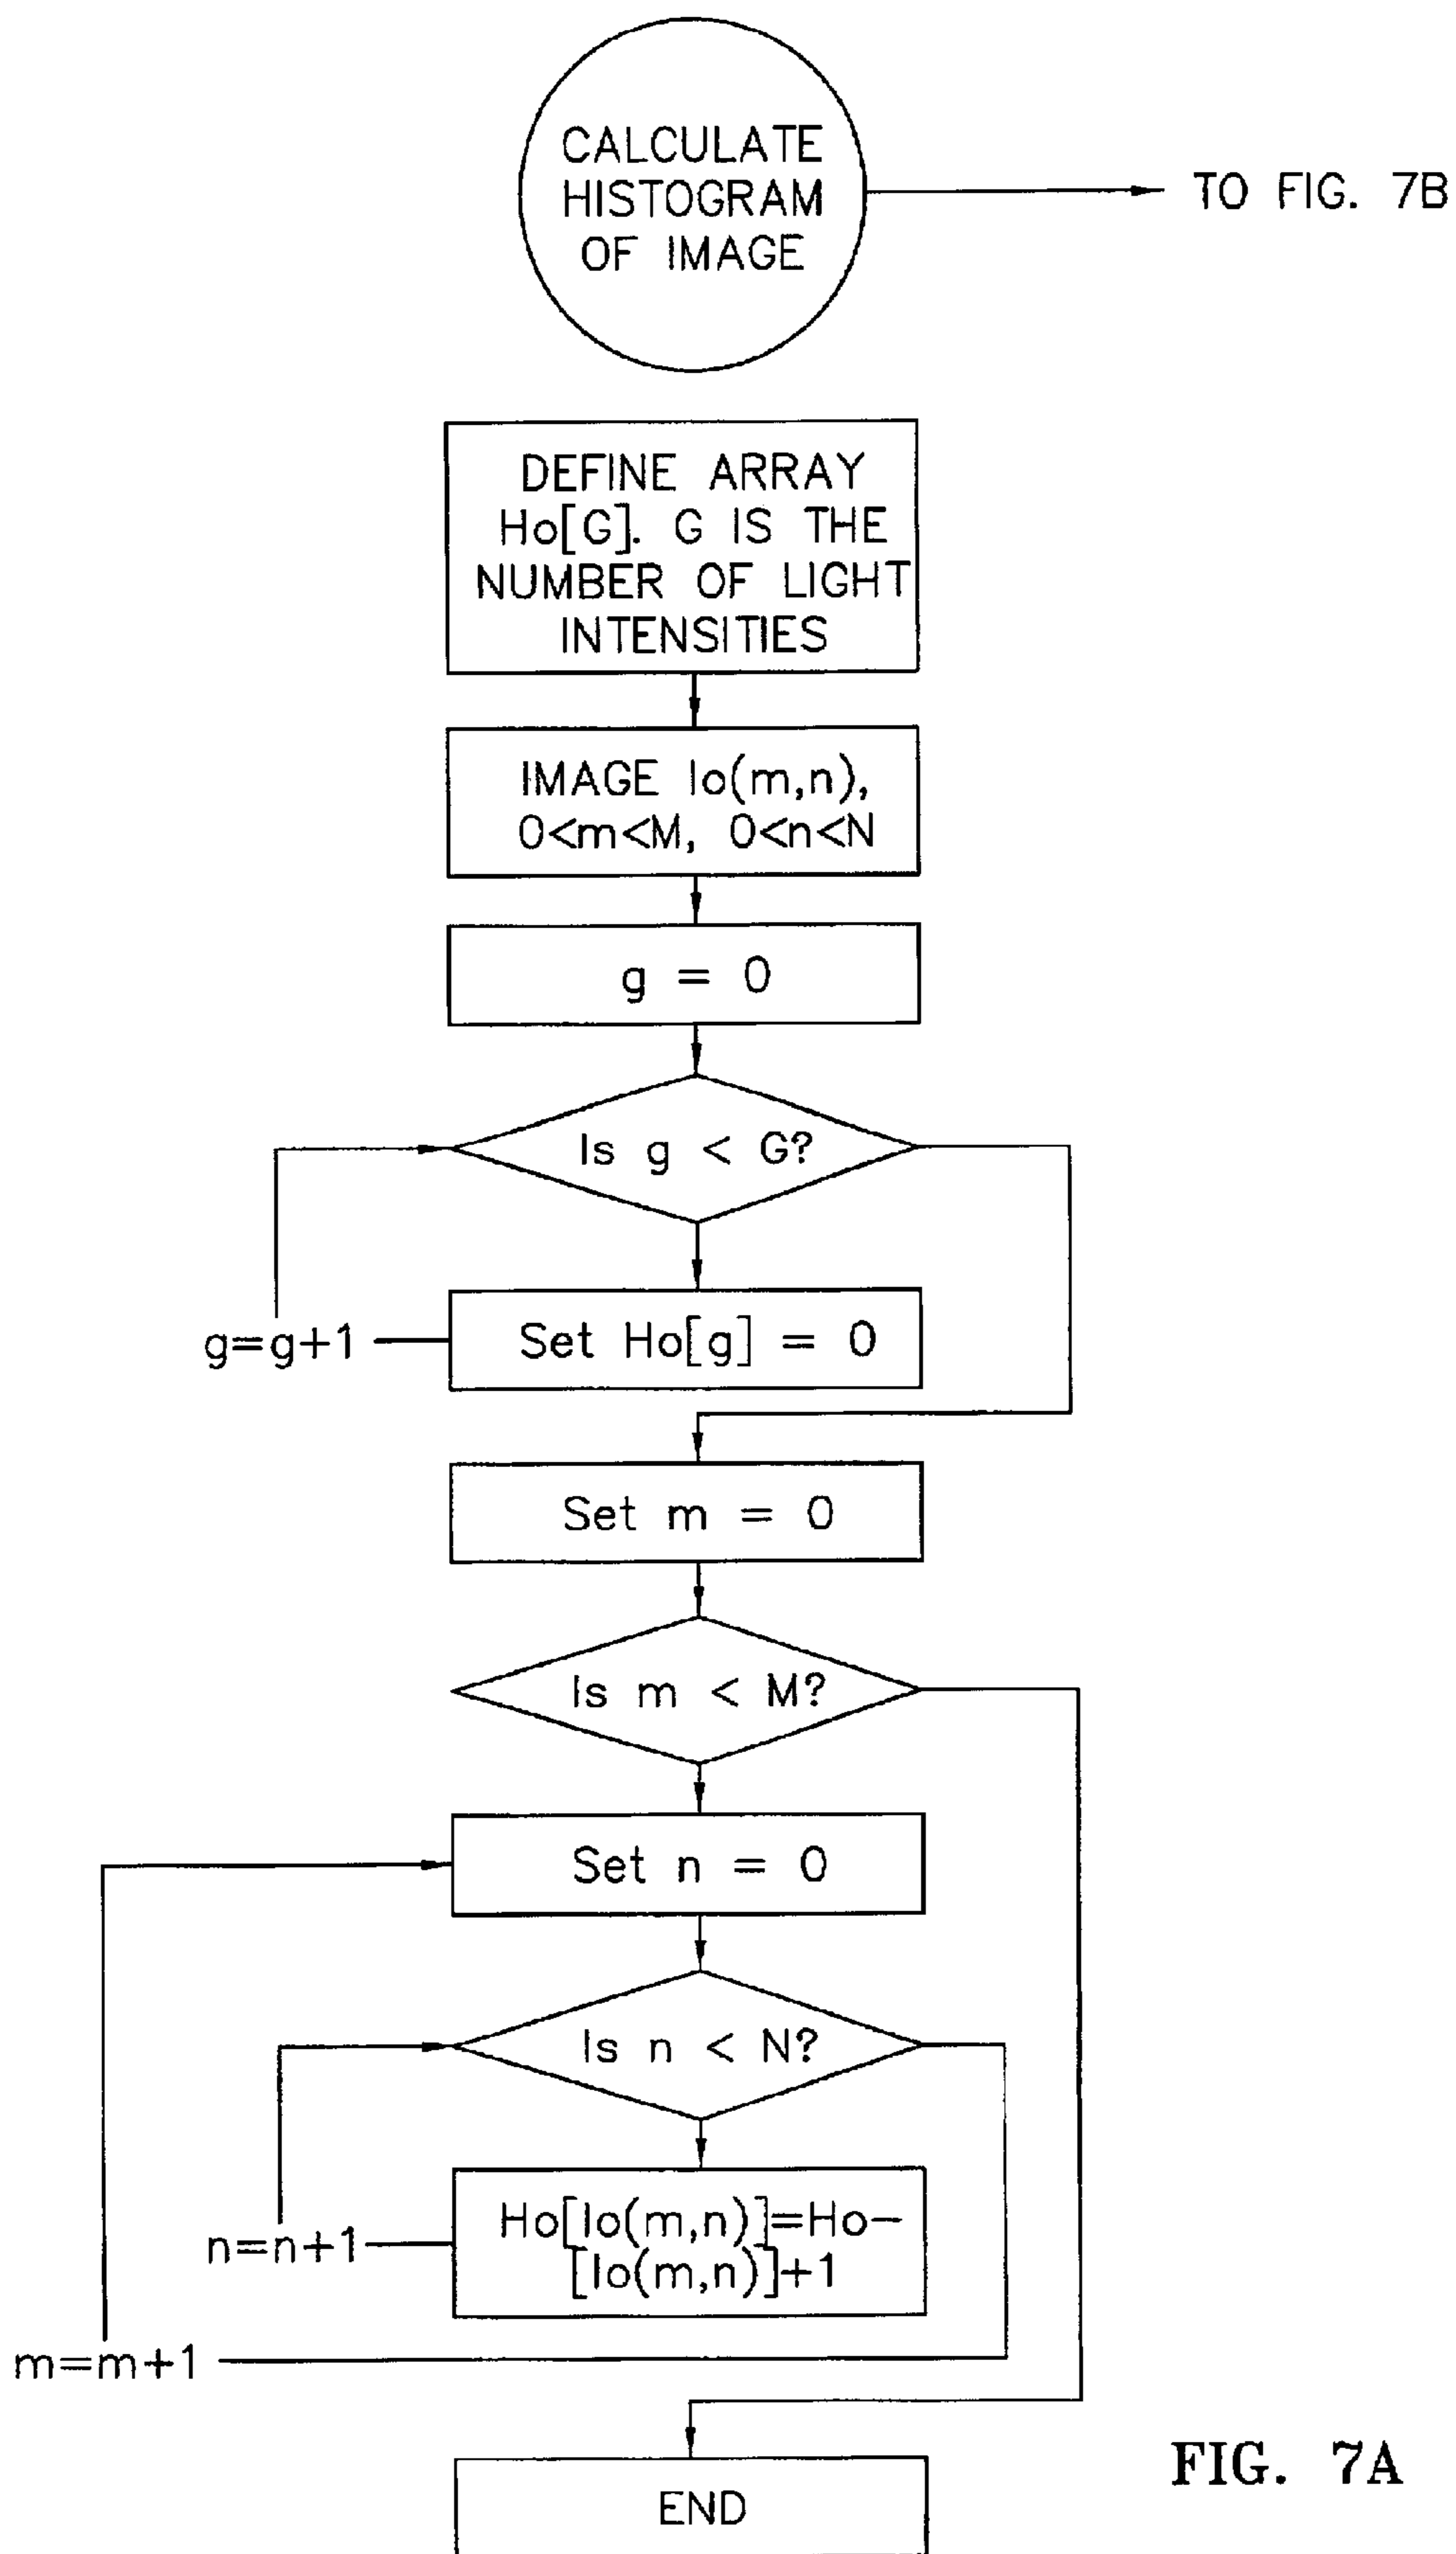 CALCULATE
HISTOGRAM
OF IMAGE
TO FIG. 7B
DEFINE ARRAY
Ho[G]. G IS THE
NUMBER OF LIGHT
INTENSITIES
IMAGE Io(m,n),
0<m<M, 0<n<N
g = 0
Is g < G?
g=g+1
Set Ho[g] = 0
Set m = 0
Is m < M?
Set n = 0
Is n < N?
Ho[Io(m,n)]=Ho-
[Io(m,n)]+1
n=n+1
m=m+1
END
FIG. 7A